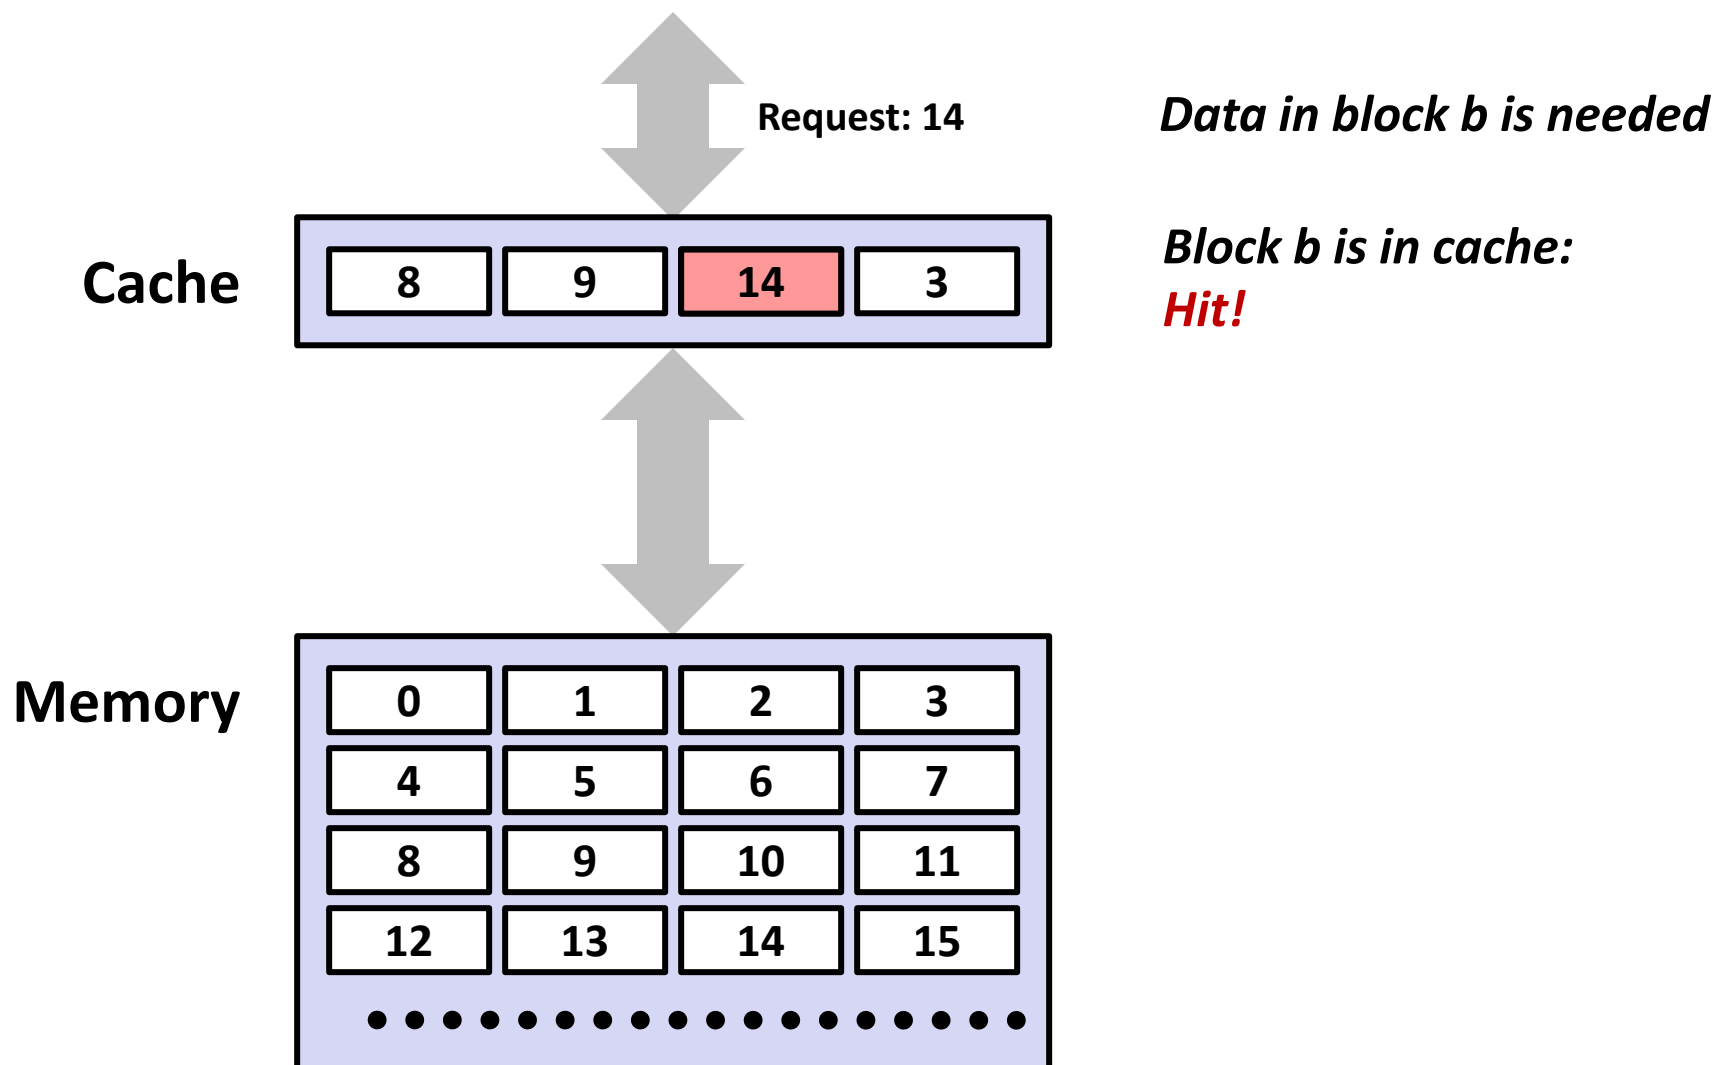 Request: 14
Data in block b is needed
Cache
8 9 14 3
Block b is in cache:
Hit!
Memory
0 1 2 3
4 5 6 7
8 9 10 11
12 13 14 15